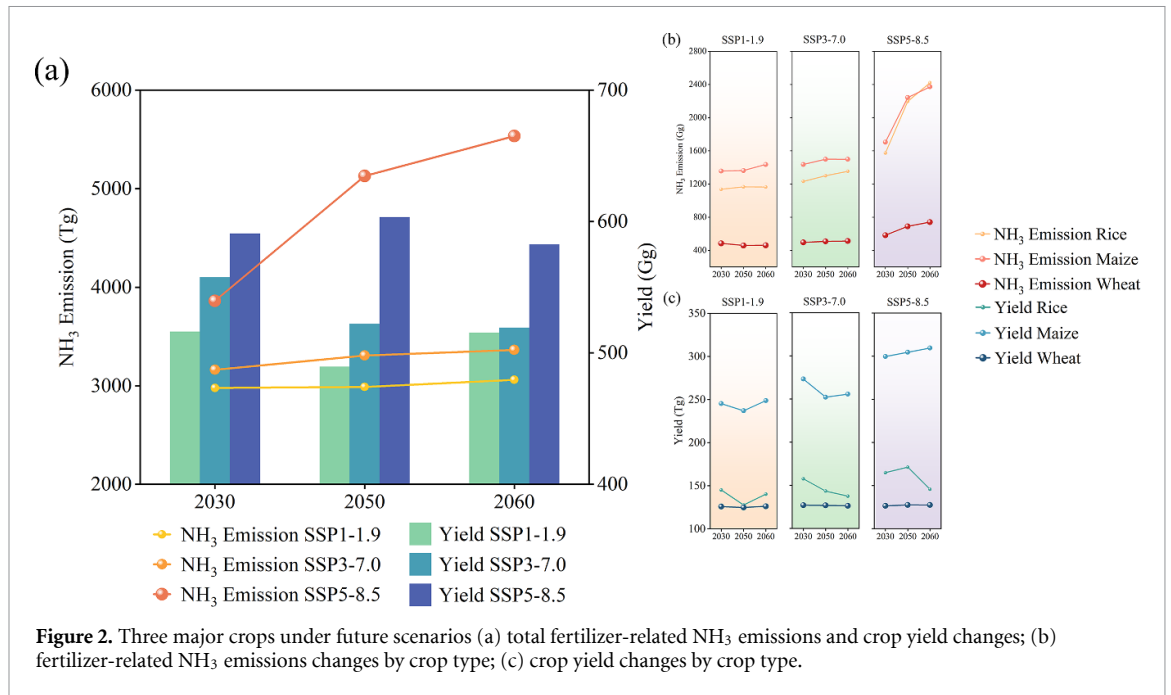 (a)
6000
5000
4000
3000
2000
NH₃ Emission (Tg)
700
600
500
400
Yield (Gg)
2030 2050 2060
NH₃ Emission SSP1-1.9
NH₃ Emission SSP3-7.0
NH₃ Emission SSP5-8.5
Yield SSP1-1.9
Yield SSP3-7.0
Yield SSP5-8.5
(b)
SSP1-1.9 SSP3-7.0 SSP5-8.5
2800
2400
2000
1600
1200
800
400
NH₃ Emission (Gg)
2030 2050 2060 2030 2050 2060 2030 2050 2060
(c)
SSP1-1.9 SSP3-7.0 SSP5-8.5
350
300
250
200
150
100
Yield (Tg)
2030 2050 2060 2030 2050 2060 2030 2050 2060
NH₃ Emission Rice
NH₃ Emission Maize
NH₃ Emission Wheat
Yield Rice
Yield Maize
Yield Wheat
Figure 2. Three major crops under future scenarios (a) total fertilizer-related NH₃ emissions and crop yield changes; (b)
fertilizer-related NH₃ emissions changes by crop type; (c) crop yield changes by crop type.